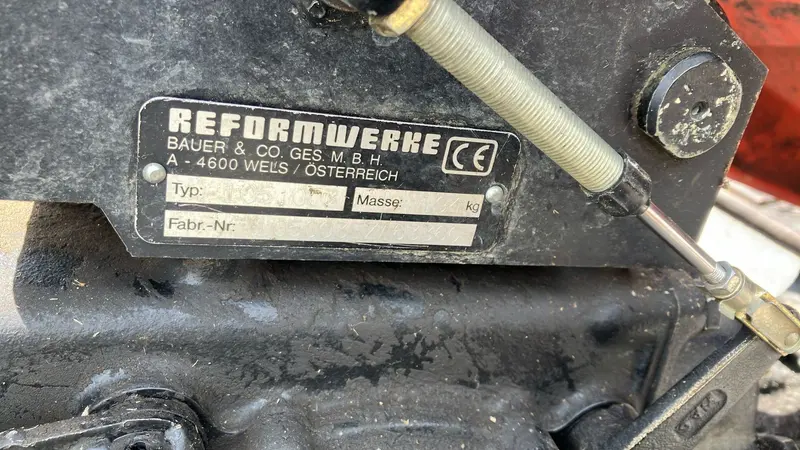 REFORMWERKE
BAUER & CO. GES. M. B. H.
A - 4600 WELS / ÖSTERREICH
CE
Typ:
Masse: kg
Fabr.-Nr: